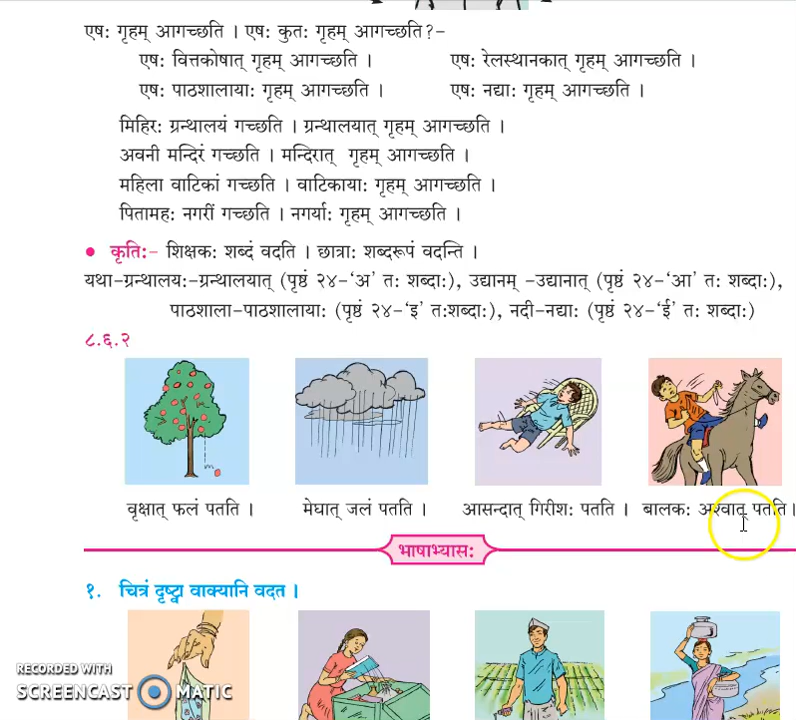 एषः गृहम् आगच्छति । एषः कुतः गृहम् आगच्छति?–
एषः वित्तकोषात् गृहम् आगच्छति । एषः रेलस्थानकात् गृहम् आगच्छति ।
एषः पाठशालायाः गृहम् आगच्छति । एषः नद्याः गृहम् आगच्छति ।
मिहिरः ग्रन्थालयं गच्छति । ग्रन्थालयात् गृहम् आगच्छति ।
अवनी मन्दिरं गच्छति । मन्दिरात् गृहम् आगच्छति ।
महिला वाटिकां गच्छति । वाटिकायाः गृहम् आगच्छति ।
पितामहः नगरीं गच्छति । नगर्याः गृहम् आगच्छति ।
• कृतिः– शिक्षकः शब्दं वदति । छात्राः शब्दरूपं वदन्ति ।
यथा–ग्रन्थालयः–ग्रन्थालयात् (पृष्ठं २४–‘अ’ तः शब्दाः), उद्यानम् –उद्यानात् (पृष्ठं २४–‘आ’ तः शब्दाः),
पाठशाला–पाठशालायाः (पृष्ठं २४–‘इ’ तःशब्दाः), नदी–नद्याः (पृष्ठं २४–‘ई’ तः शब्दाः)
८.६.२
वृक्षात् फलं पतति । मेघात् जलं पतति । आसन्दात् गिरीशः पतति । बालकः अश्वात् पतति ।
भाषाभ्यासः
१. चित्रं दृष्ट्वा वाक्यानि वदत ।
RECORDED WITH
SCREENCAST MATIC